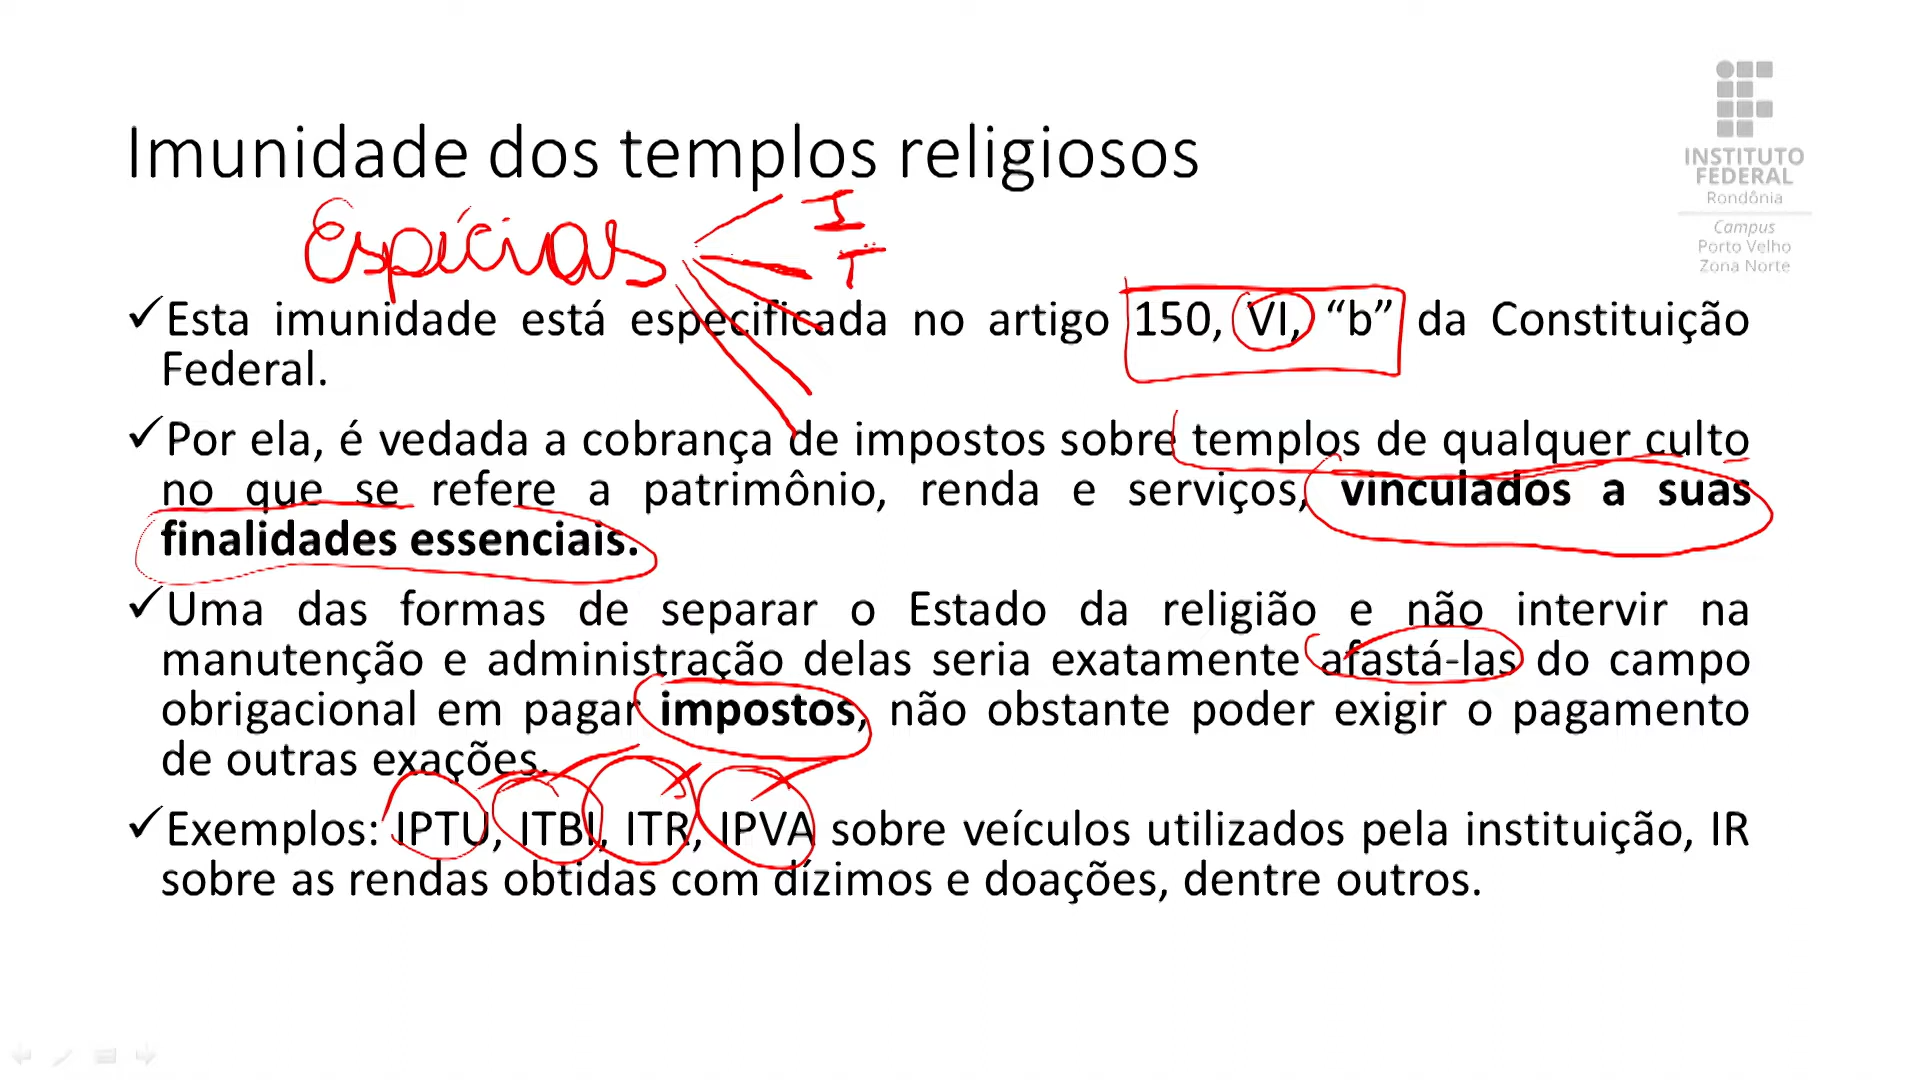 Imunidade dos templos religiosos
INSTITUTO
FEDERAL
Rondônia
Campus
Porto Velho
Zona Norte
Espécies
I
T
✓Esta imunidade está especificada no artigo 150, VI, “b” da Constituição
Federal.
✓Por ela, é vedada a cobrança de impostos sobre templos de qualquer culto
no que se refere a patrimônio, renda e serviços, vinculados a suas
finalidades essenciais.
✓Uma das formas de separar o Estado da religião e não intervir na
manutenção e administração delas seria exatamente afastá-las do campo
obrigacional em pagar impostos, não obstante poder exigir o pagamento
de outras exações.
✓Exemplos: IPTU, ITBI, ITR, IPVA sobre veículos utilizados pela instituição, IR
sobre as rendas obtidas com dízimos e doações, dentre outros.